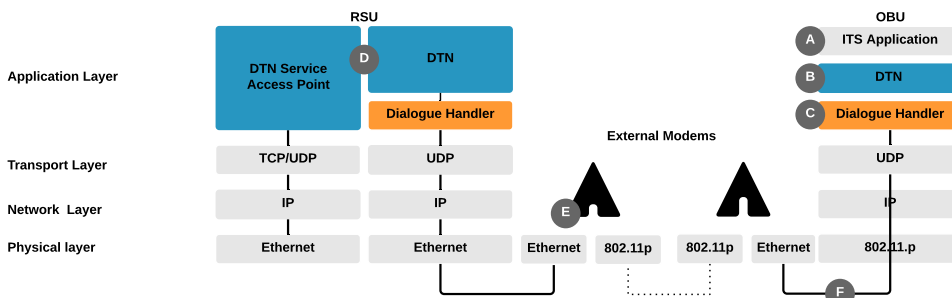 RSU
OBU
A
ITS Application
DTN Service
Access Point
D
DTN
Application Layer
B
DTN
Dialogue Handler
C
Dialogue Handler
External Modems
Transport Layer
TCP/UDP
UDP
UDP
Network Layer
IP
IP
E
IP
Physical layer
Ethernet
Ethernet
Ethernet
802.11p
802.11p
Ethernet
802.11.p
F